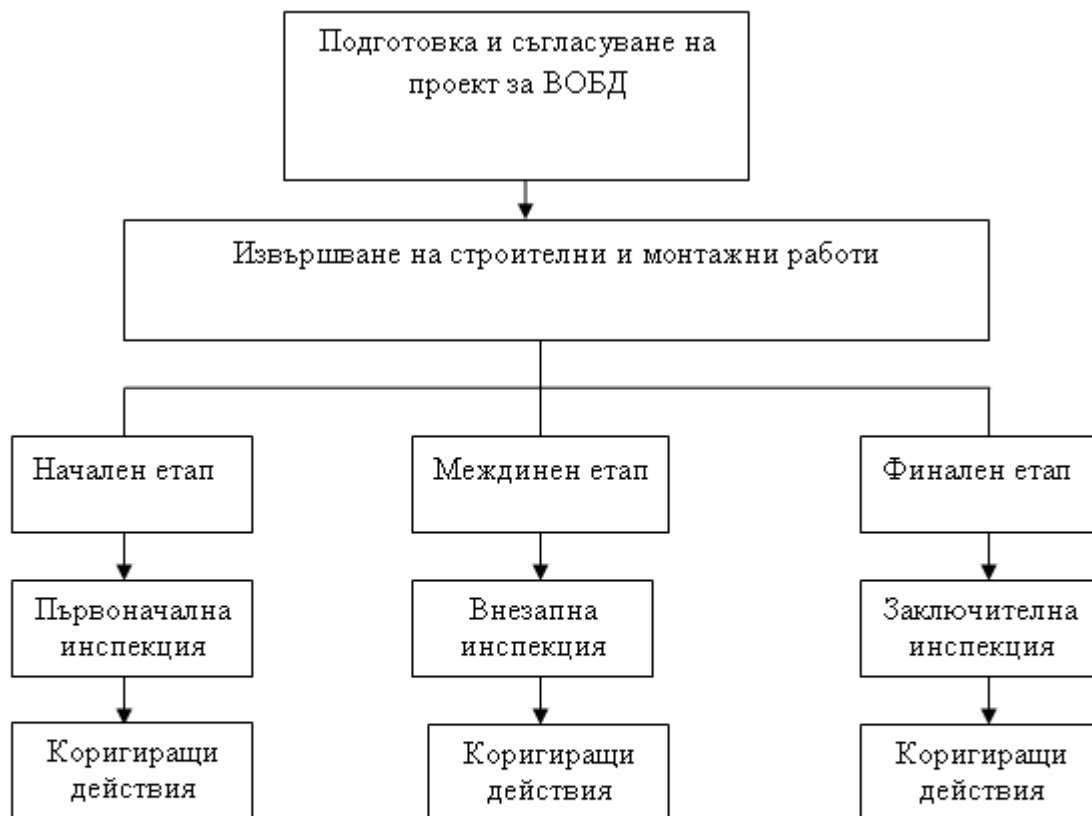 Подготовка и съгласуване на
проект за ВОБД
Извършване на строителни и монтажни работи
Начален етап
Междинен етап
Финален етап
Първоначална
инспекция
Внезапна
инспекция
Заключителна
инспекция
Коригиращи
действия
Коригиращи
действия
Коригиращи
действия